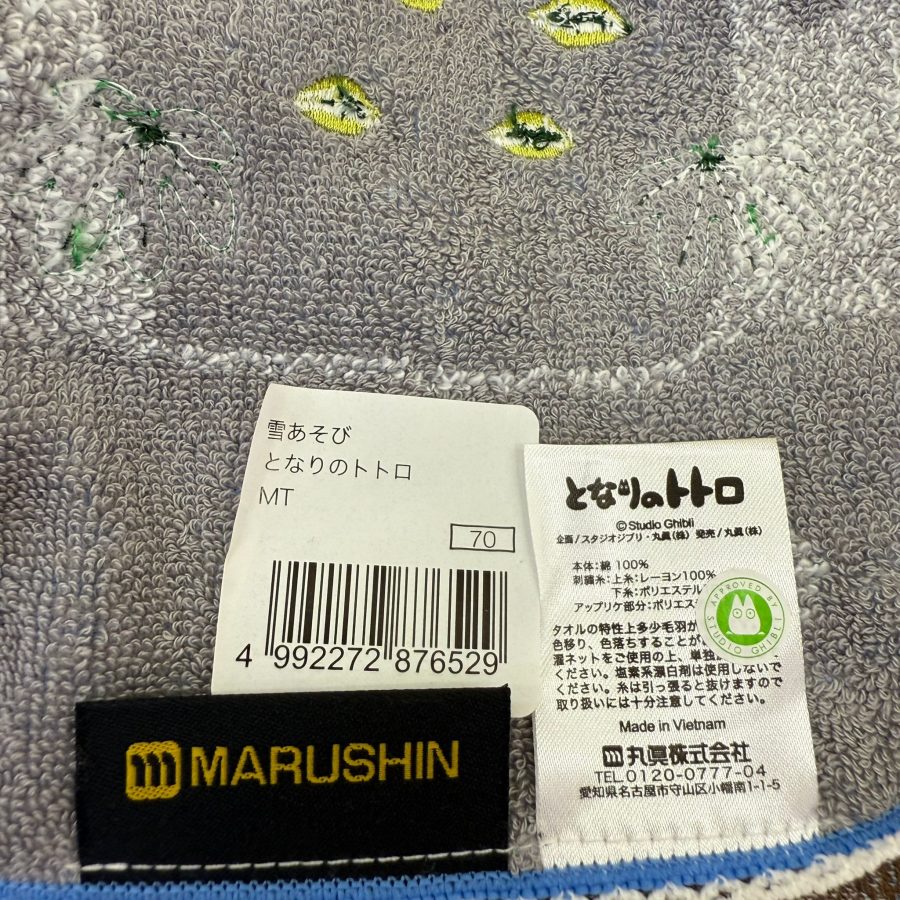 雪あそび
となりのトトロ
MT
70
4 992272 876529
MARUSHIN
となりのトトロ
© Studio Ghibli
企画/スタジオジブリ・丸眞(株) 発売/丸眞(株)
本体:綿 100%
刺繍糸:上糸:レーヨン100%
下糸:ポリエステル
アップリケ部分:ポリエス
APPROVED BY
STUDIO GHIBLI
タオルの特性上多少毛羽が
色移り、色落ちすることが
濯ネットをご使用の上、単独
ください。塩素系漂白剤は使用しないで
ください。糸は引っ張ると抜けますので
取り扱いには十分注意してください。
Made in Vietnam
丸眞株式会社
TEL.0120-0777-04
愛知県名古屋市守山区小幡南1-1-5